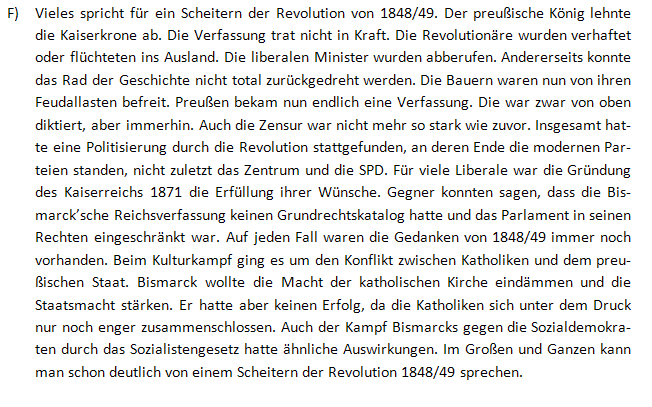 F) Vieles spricht für ein Scheitern der Revolution von 1848/49. Der preußische König lehnte
die Kaiserkrone ab. Die Verfassung trat nicht in Kraft. Die Revolutionäre wurden verhaftet
oder flüchteten ins Ausland. Die liberalen Minister wurden abberufen. Andererseits konnte
das Rad der Geschichte nicht total zurückgedreht werden. Die Bauern waren nun von ihren
Feudallasten befreit. Preußen bekam nun endlich eine Verfassung. Die war zwar von oben
diktiert, aber immerhin. Auch die Zensur war nicht mehr so stark wie zuvor. Insgesamt hat-
te eine Politisierung durch die Revolution stattgefunden, an deren Ende die modernen Par-
teien standen, nicht zuletzt das Zentrum und die SPD. Für viele Liberale war die Gründung
des Kaiserreichs 1871 die Erfüllung ihrer Wünsche. Gegner konnten sagen, dass die Bis-
marck’sche Reichsverfassung keinen Grundrechtskatalog hatte und das Parlament in seinen
Rechten eingeschränkt war. Auf jeden Fall waren die Gedanken von 1848/49 immer noch
vorhanden. Beim Kulturkampf ging es um den Konflikt zwischen Katholiken und dem preu-
ßischen Staat. Bismarck wollte die Macht der katholischen Kirche eindämmen und die
Staatsmacht stärken. Er hatte aber keinen Erfolg, da die Katholiken sich unter dem Druck
nur noch enger zusammenschlossen. Auch der Kampf Bismarcks gegen die Sozialdemokra-
ten durch das Sozialistengesetz hatte ähnliche Auswirkungen. Im Großen und Ganzen kann
man schon deutlich von einem Scheitern der Revolution 1848/49 sprechen.